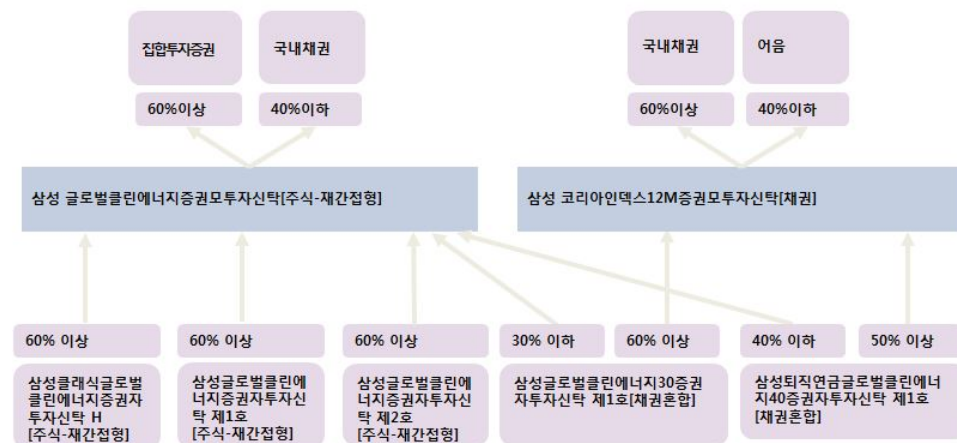 집합투자증권
국내채권
국내채권
어음
60%이상
40%이하
60%이상
40%이하
삼성 글로벌클린에너지증권모투자신탁[주식-재간접형]
삼성 코리아인덱스12M증권모투자신탁[채권]
60% 이상
60% 이상
60% 이상
30% 이하
60% 이상
40% 이하
50% 이상
삼성클래식글로벌
클린에너지증권자
투자신탁 H
[주식-재간접형]
삼성글로벌클린에
너지증권자투자신
탁 제1호
[주식-재간접형]
삼성글로벌클린에
너지증권자투자신
탁 제2호
[주식-재간접형]
삼성글로벌클린에너지30증권
자투자신탁 제1호[채권혼합]
삼성퇴직연금글로벌클린에너
지40증권자투자신탁 제1호
[채권혼합]